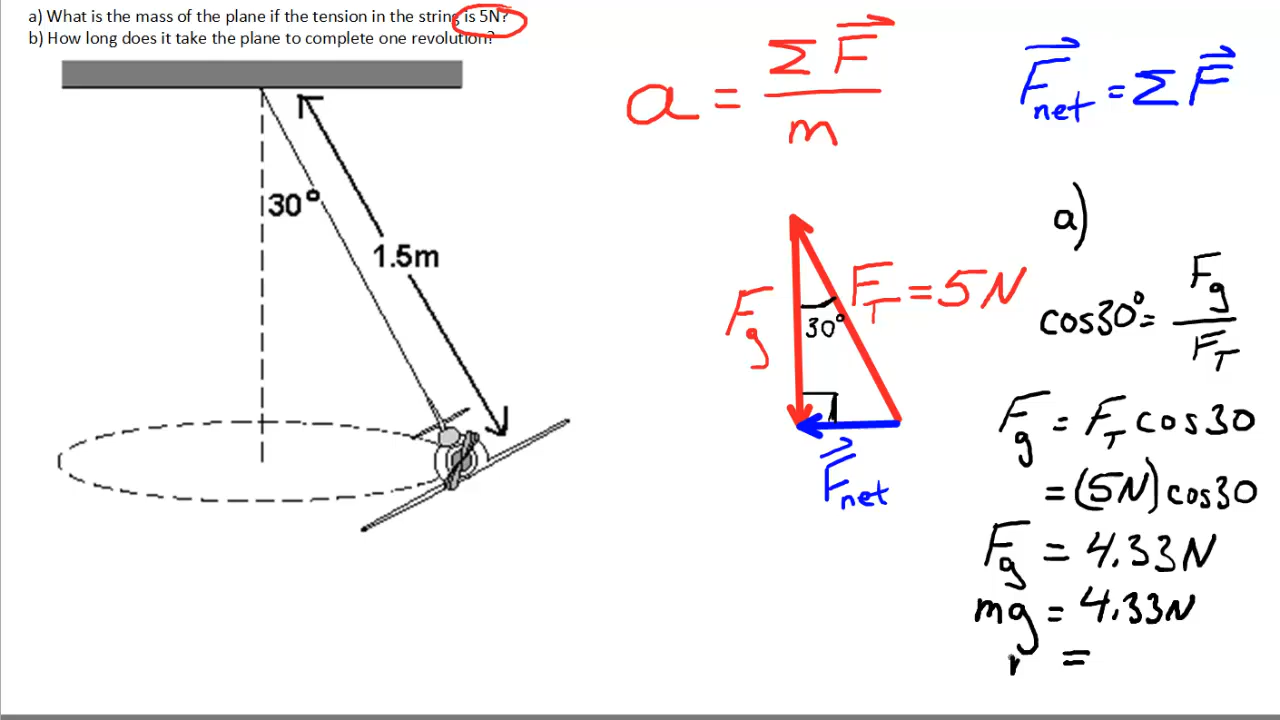 a) What is the mass of the plane if the tension in the string is 5N?
b) How long does it take the plane to complete one revolution?
30°
1.5m
a = ΣF / m
Fnet = ΣF
Fg
FT = 5N
30°
Fnet
a)
cos30° = Fg / FT
Fg = FT cos30
= (5N) cos30
Fg = 4.33N
mg = 4.33N
=